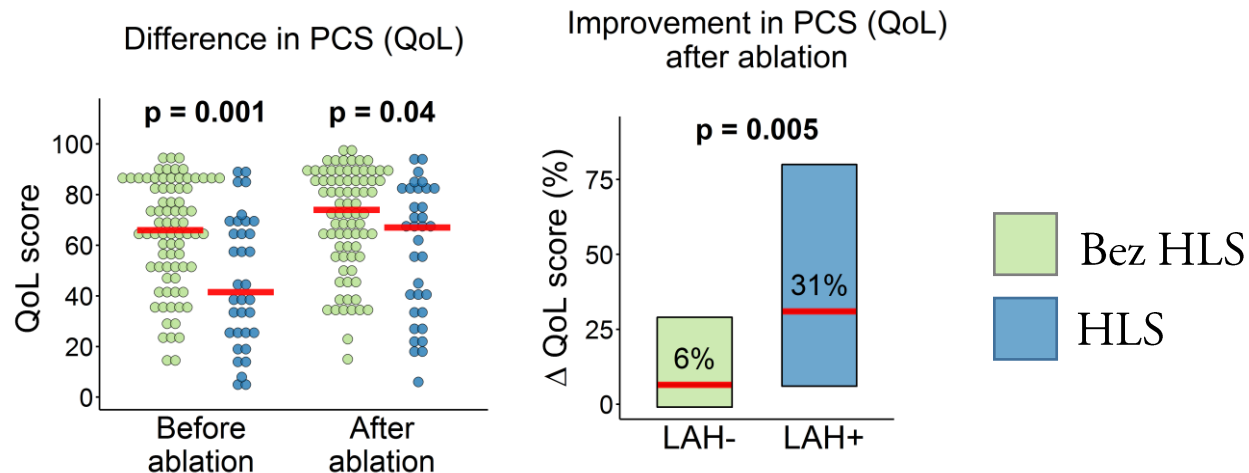 Difference in PCS (QoL)
p = 0.001
p = 0.04
QoL score
100
80
60
40
20
0
Before
ablation
After
ablation
Improvement in PCS (QoL)
after ablation
p = 0.005
Δ QoL score (%)
75
50
25
0
6%
31%
LAH-
LAH+
Bez HLS
HLS